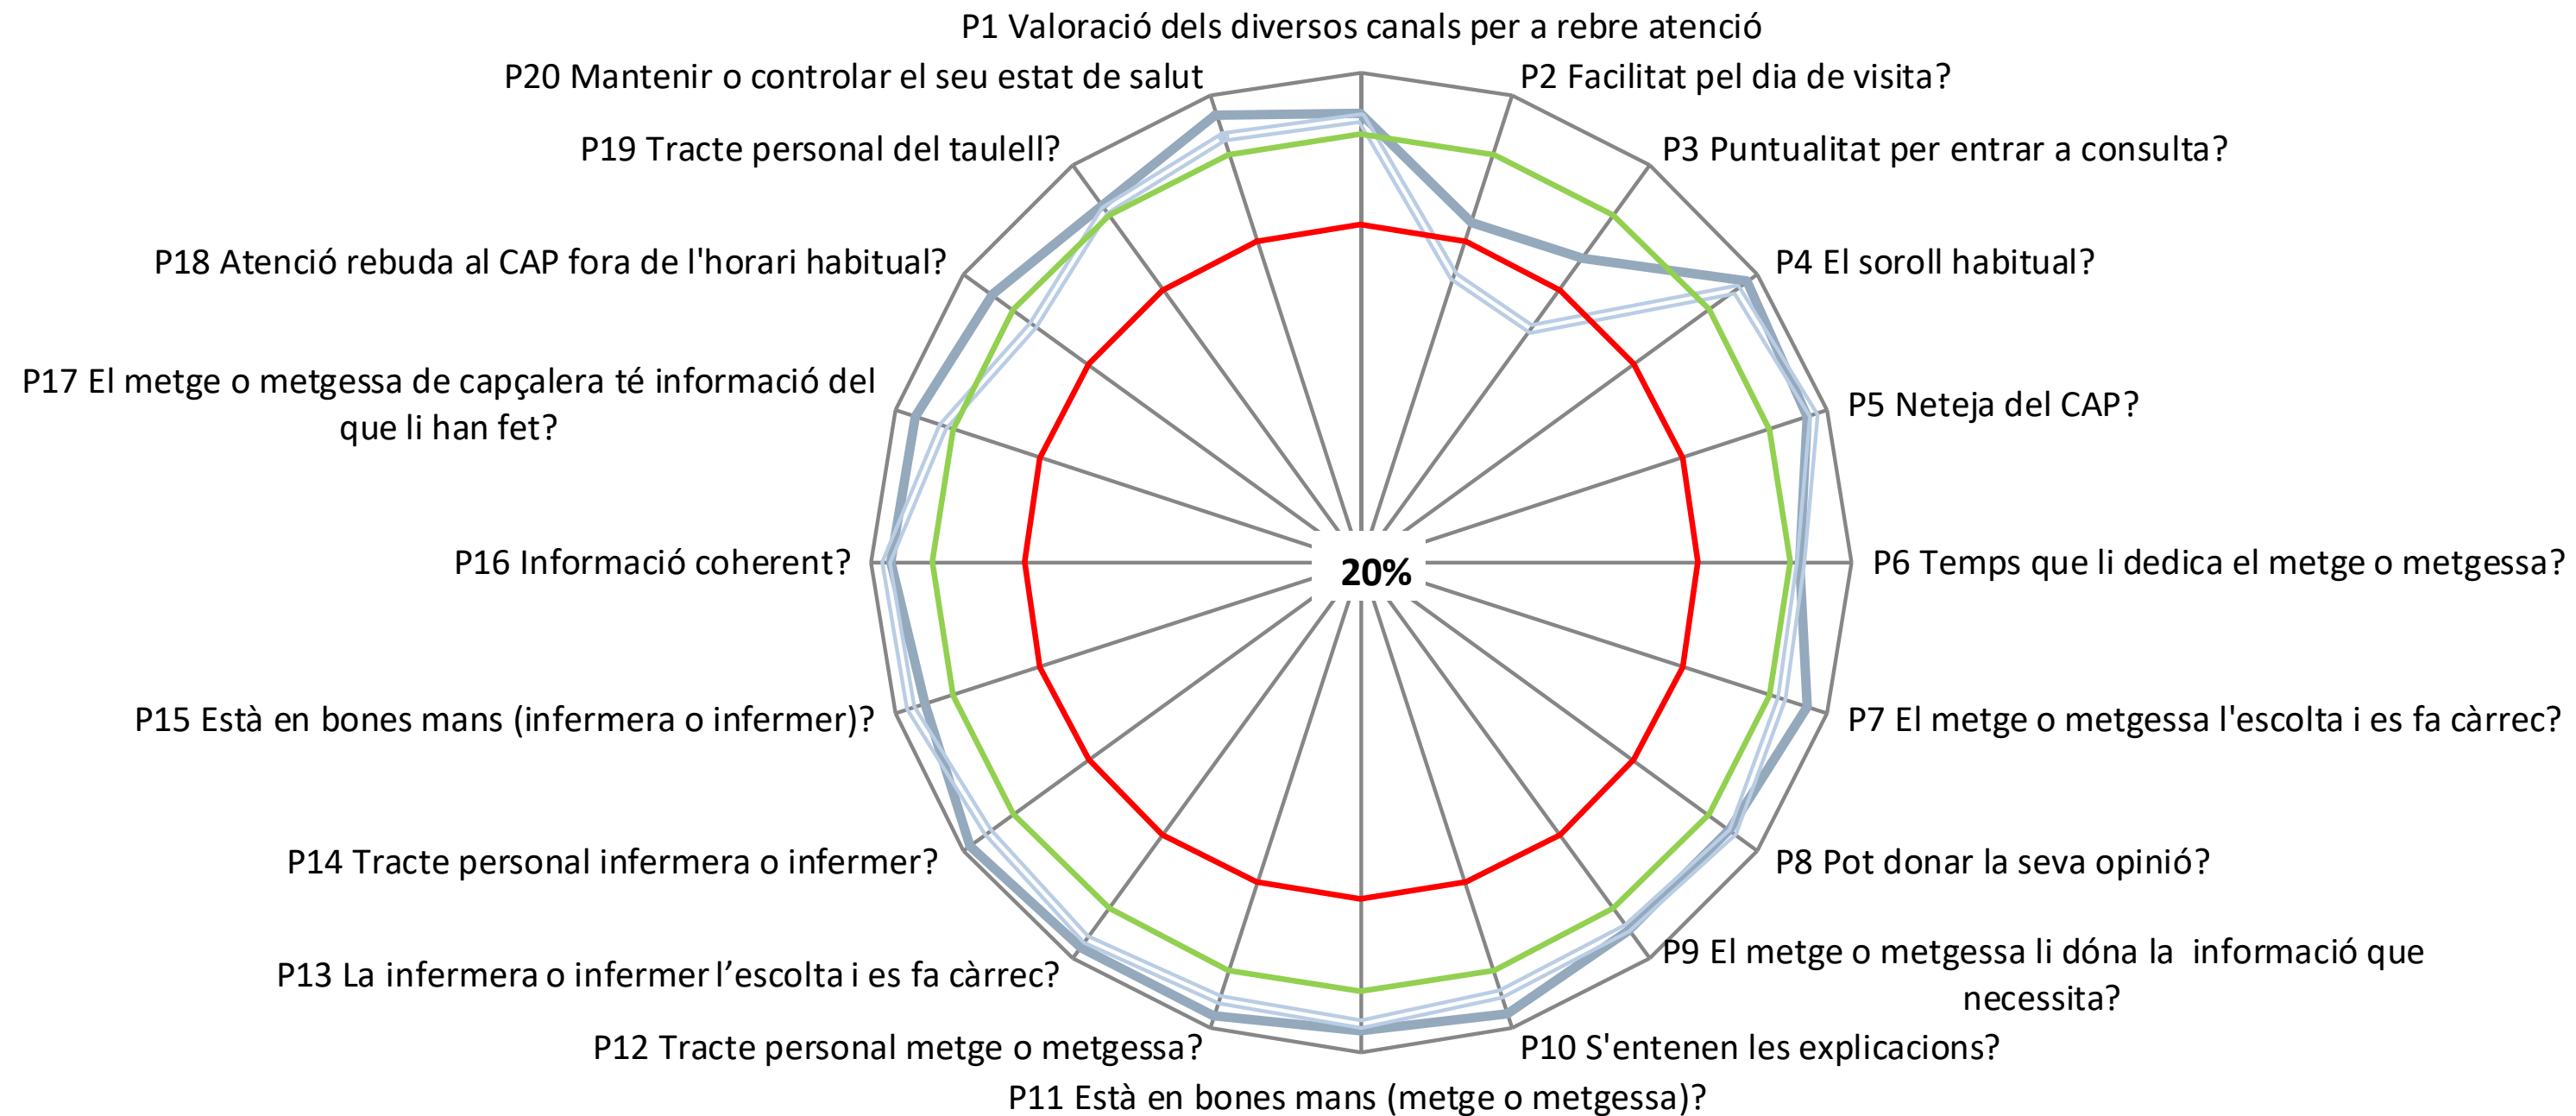 P1 Valoració dels diversos canals per a rebre atenció
P2 Facilitat pel dia de visita?
P3 Puntualitat per entrar a consulta?
P4 El soroll habitual?
P5 Neteja del CAP?
P6 Temps que li dedica el metge o metgessa?
P7 El metge o metgessa l'escolta i es fa càrrec?
P8 Pot donar la seva opinió?
P9 El metge o metgessa li dóna la informació que
necessita?
P10 S'entenen les explicacions?
P11 Està en bones mans (metge o metgessa)?
P12 Tracte personal metge o metgessa?
P13 La infermera o infermer l’escolta i es fa càrrec?
P14 Tracte personal infermera o infermer?
P15 Està en bones mans (infermera o infermer)?
P16 Informació coherent?
P17 El metge o metgessa de capçalera té informació del
que li han fet?
P18 Atenció rebuda al CAP fora de l'horari habitual?
P19 Tracte personal del taulell?
P20 Mantenir o controlar el seu estat de salut
20%